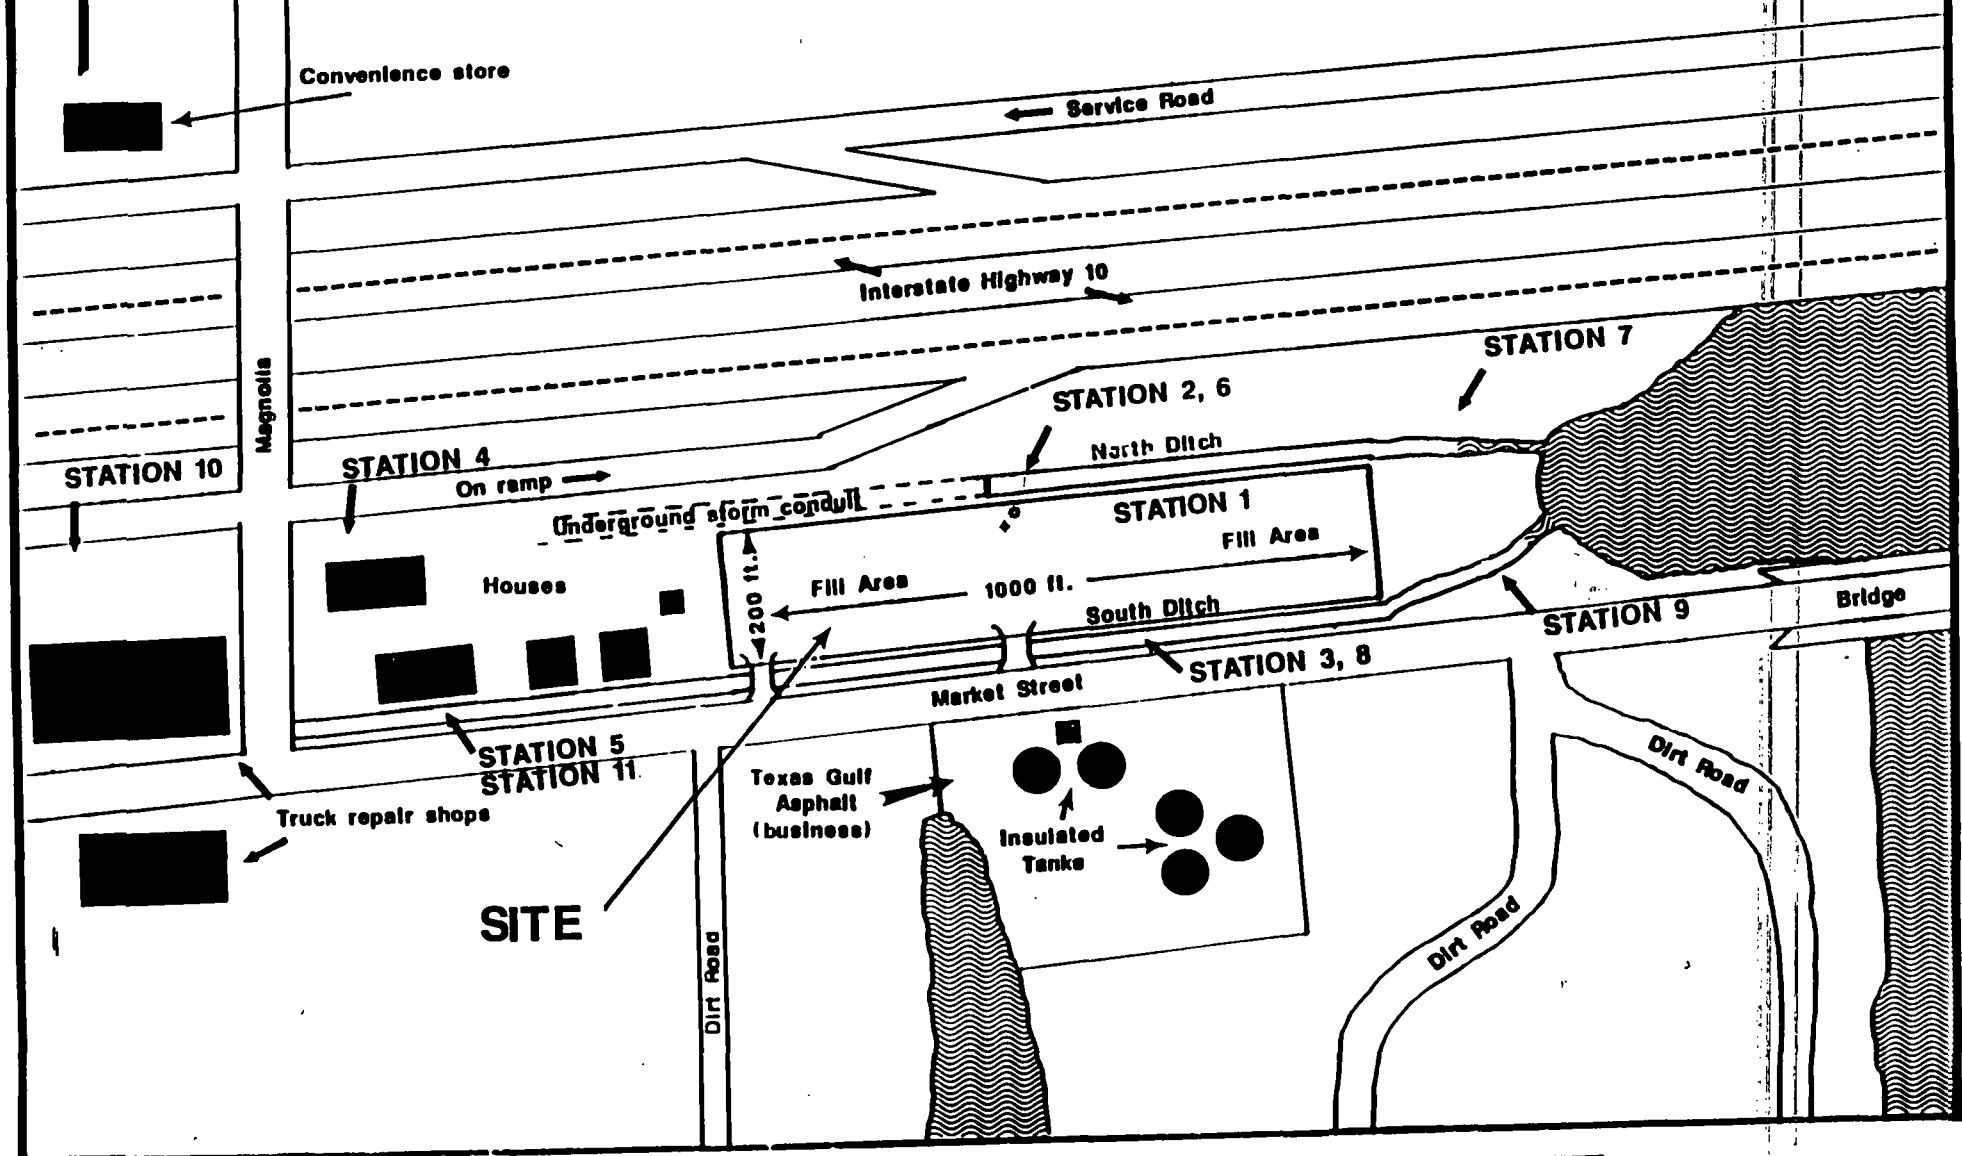 Convenience store
Service Road
Interstate Highway 10
Magnolia
STATION 7
STATION 2, 6
North Ditch
STATION 10
STATION 4
On ramp
Underground storm conduit
STATION 1
Fill Area
Houses
200 ft.
Fill Area
1000 ft.
South Ditch
STATION 9
Bridge
STATION 3, 8
Market Street
STATION 5
STATION 11
Truck repair shops
Texas Gulf
Asphalt
(business)
Insulated
Tanks
Dirt Road
SITE
Dirt Road
Dirt Road